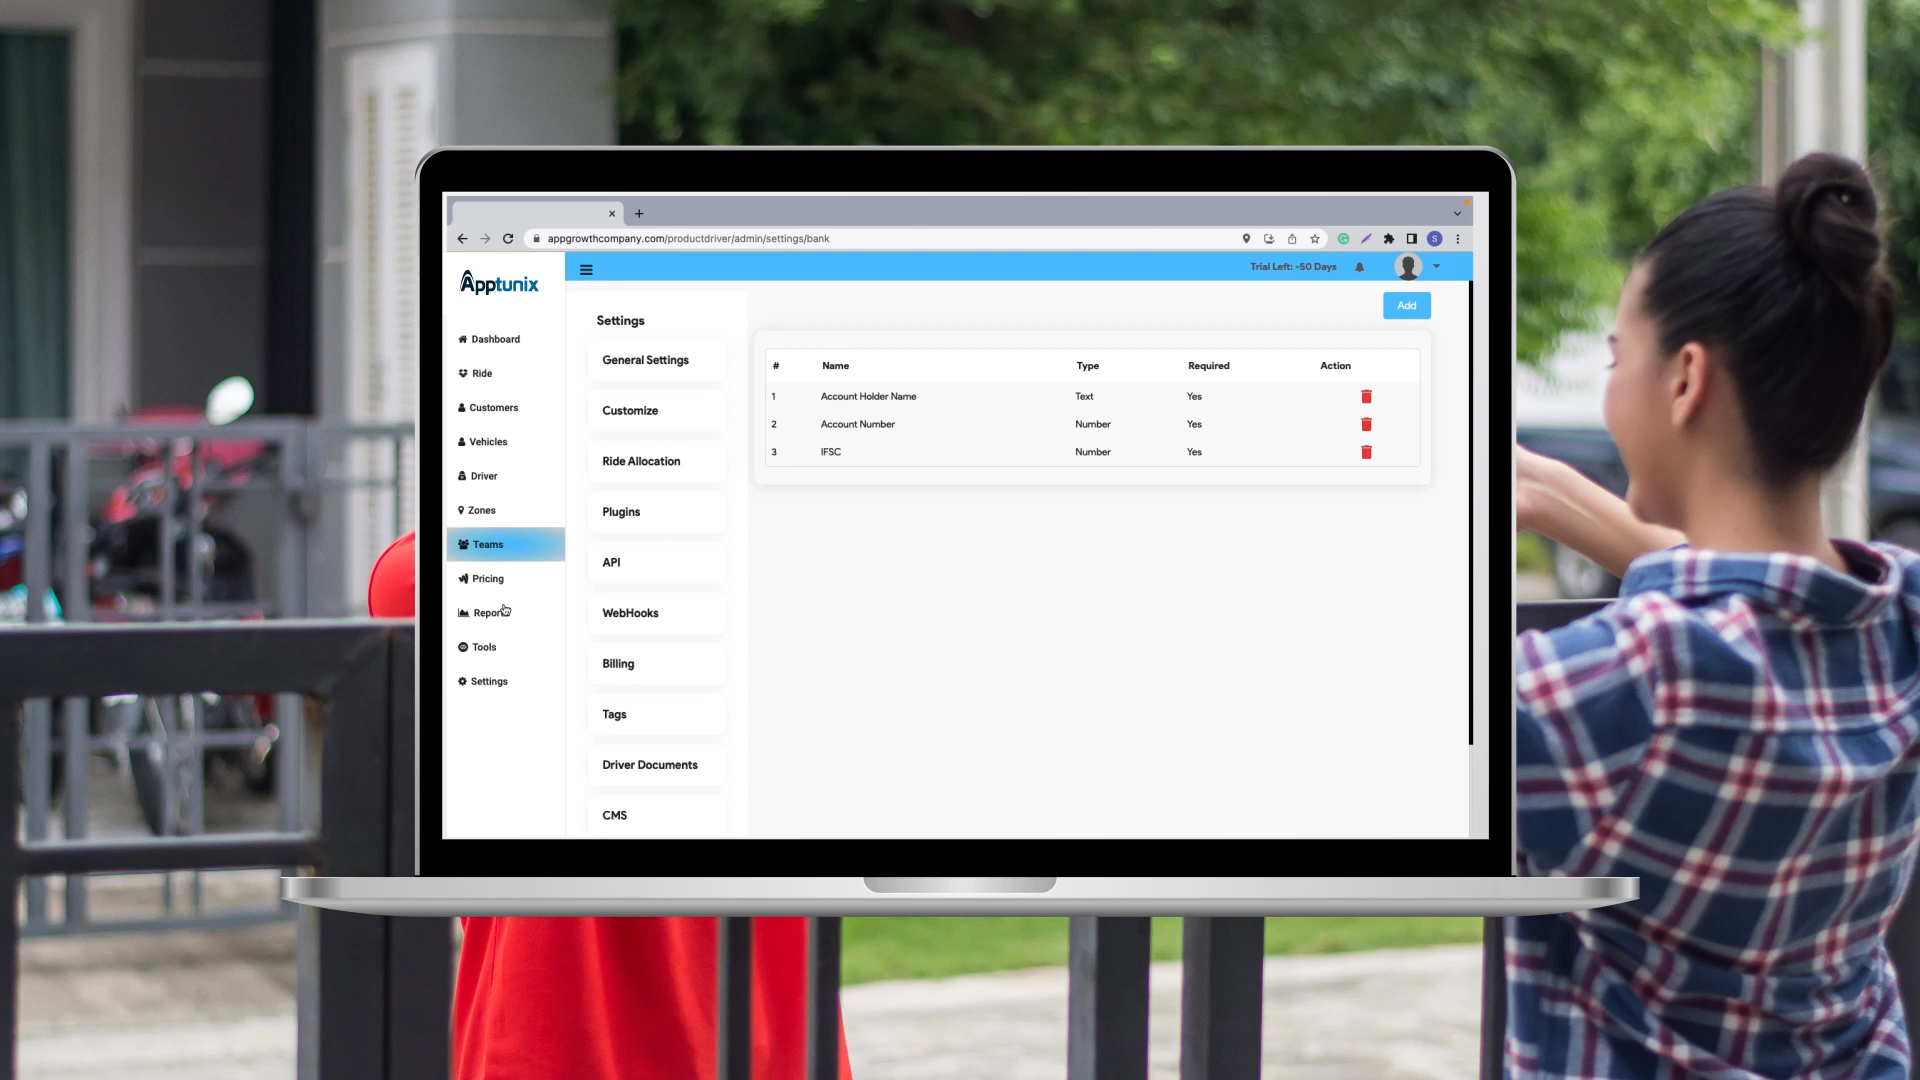 appgrowthcompany.com/productdriver/admin/settings/bank
S
Apptunix
Trial Left: -50 Days
Add
Dashboard
Ride
Customers
Vehicles
Driver
Zones
Teams
Pricing
Report
Tools
Settings
Settings
General Settings
Customize
Ride Allocation
Plugins
API
WebHooks
Billing
Tags
Driver Documents
CMS
# Name Type Required Action
1 Account Holder Name Text Yes
2 Account Number Number Yes
3 IFSC Number Yes